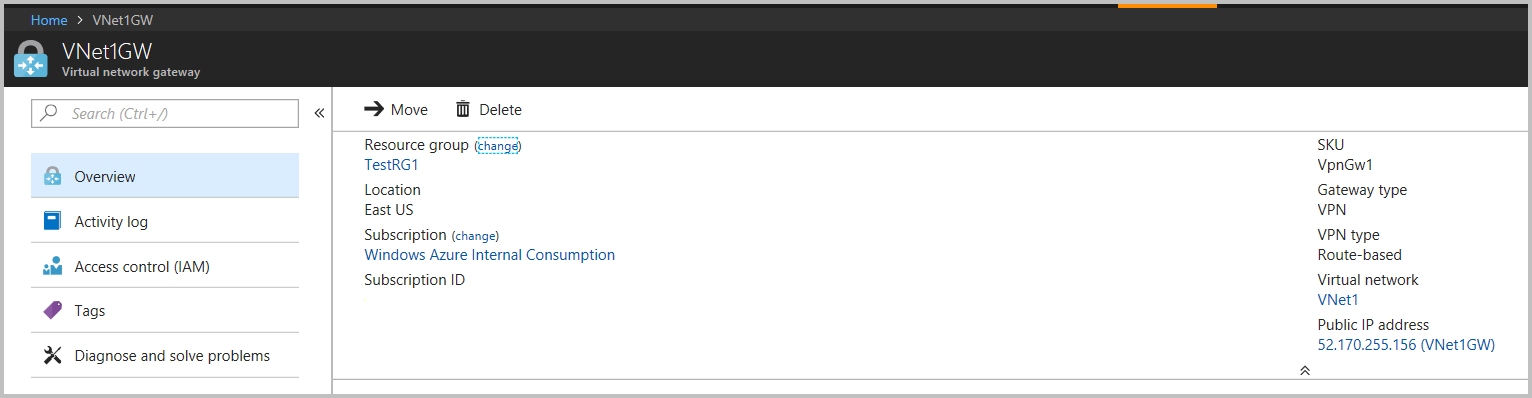 Home > VNet1GW
VNet1GW
Virtual network gateway
Search (Ctrl+/)
«
Overview
Activity log
Access control (IAM)
Tags
Diagnose and solve problems
Move
Delete
Resource group (change)
TestRG1
Location
East US
Subscription (change)
Windows Azure Internal Consumption
Subscription ID
SKU
VpnGw1
Gateway type
VPN
VPN type
Route-based
Virtual network
VNet1
Public IP address
52.170.255.156 (VNet1GW)